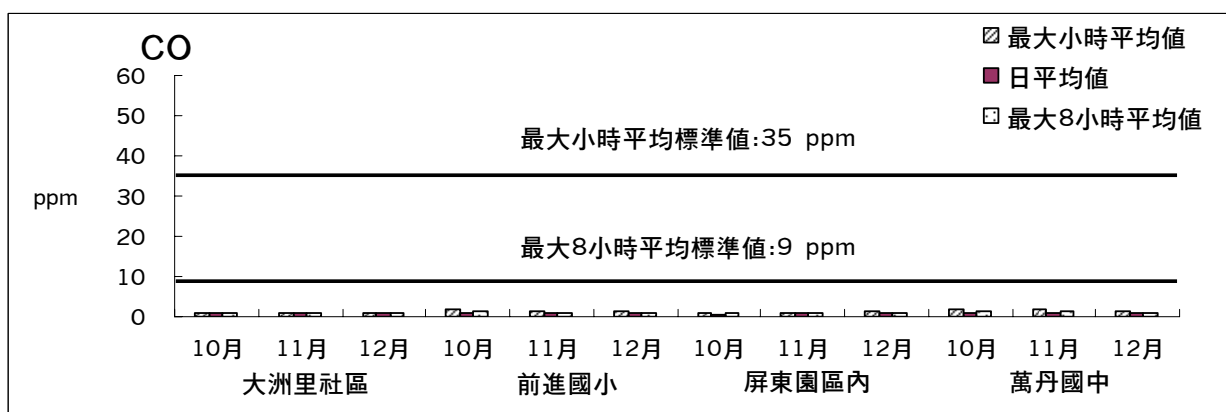 CO
最大小時平均值
日平均值
最大8小時平均值
60
50
40
30
20
10
0
ppm
最大小時平均標準值:35 ppm
最大8小時平均標準值:9 ppm
10月 11月 12月 10月 11月 12月 10月 11月 12月 10月 11月 12月
大洲里社區 前進國小 屏東園區內 萬丹國中